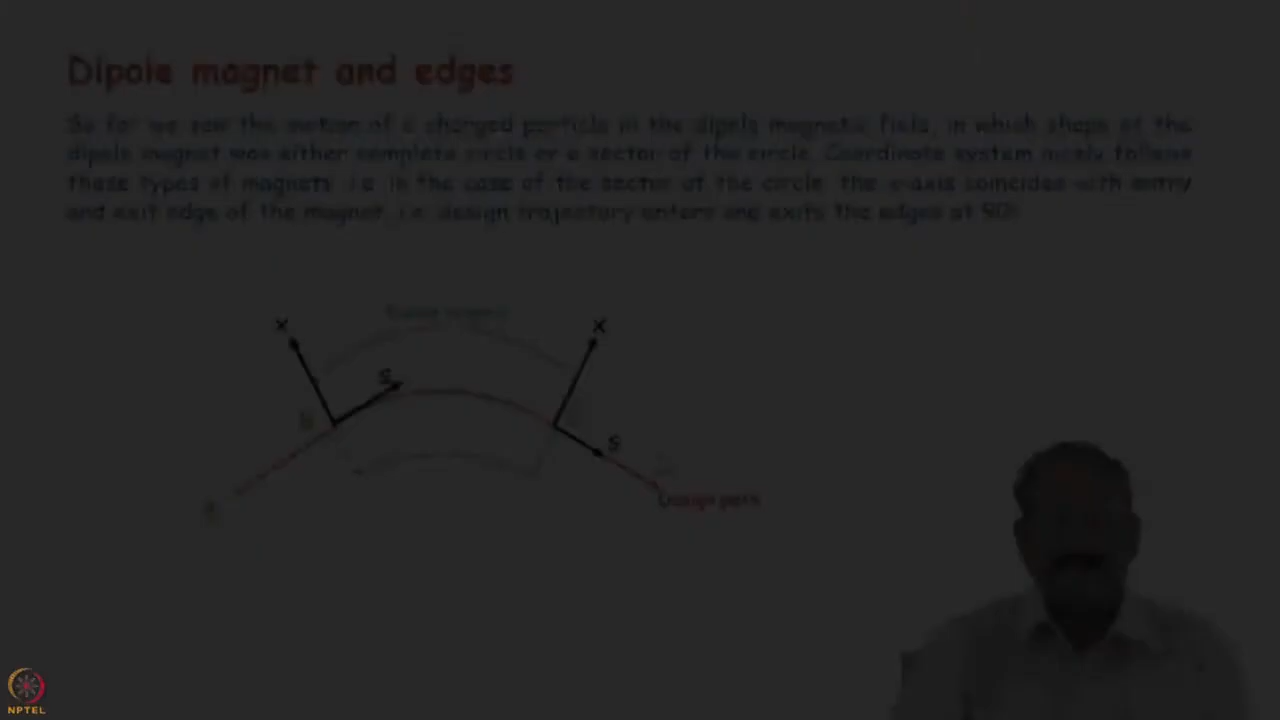 Dipole magnet and edges
So far we saw the motion of a charged particle in the dipole magnetic field, in which shape of the
dipole magnet was either complete circle or a sector of the circle. Coordinate system nicely follows
these types of magnets, i.e. in the case of the sector of the circle, the x-axis coincides with entry
and exit edge of the magnet, i.e. design trajectory enters and exits the edges at
x
x
S
S
Design path
NPTEL